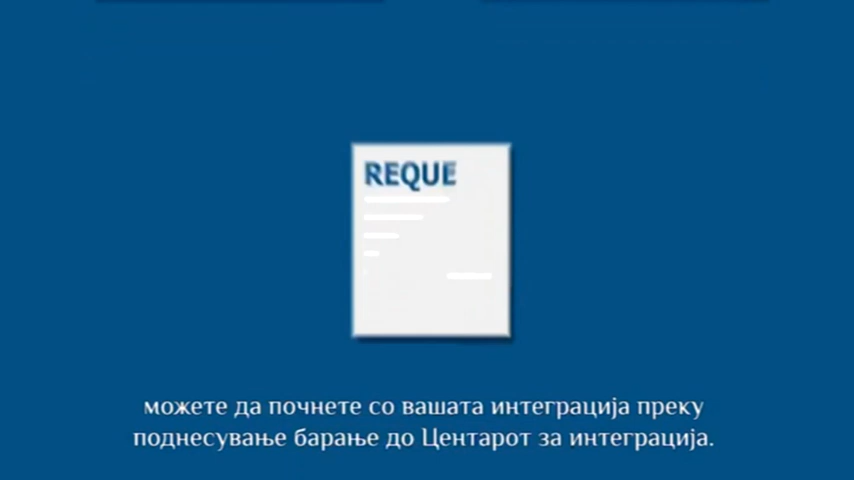 REQUE
можете да почнете со вашата интеграција преку
поднесување барање до Центарот за интеграција.